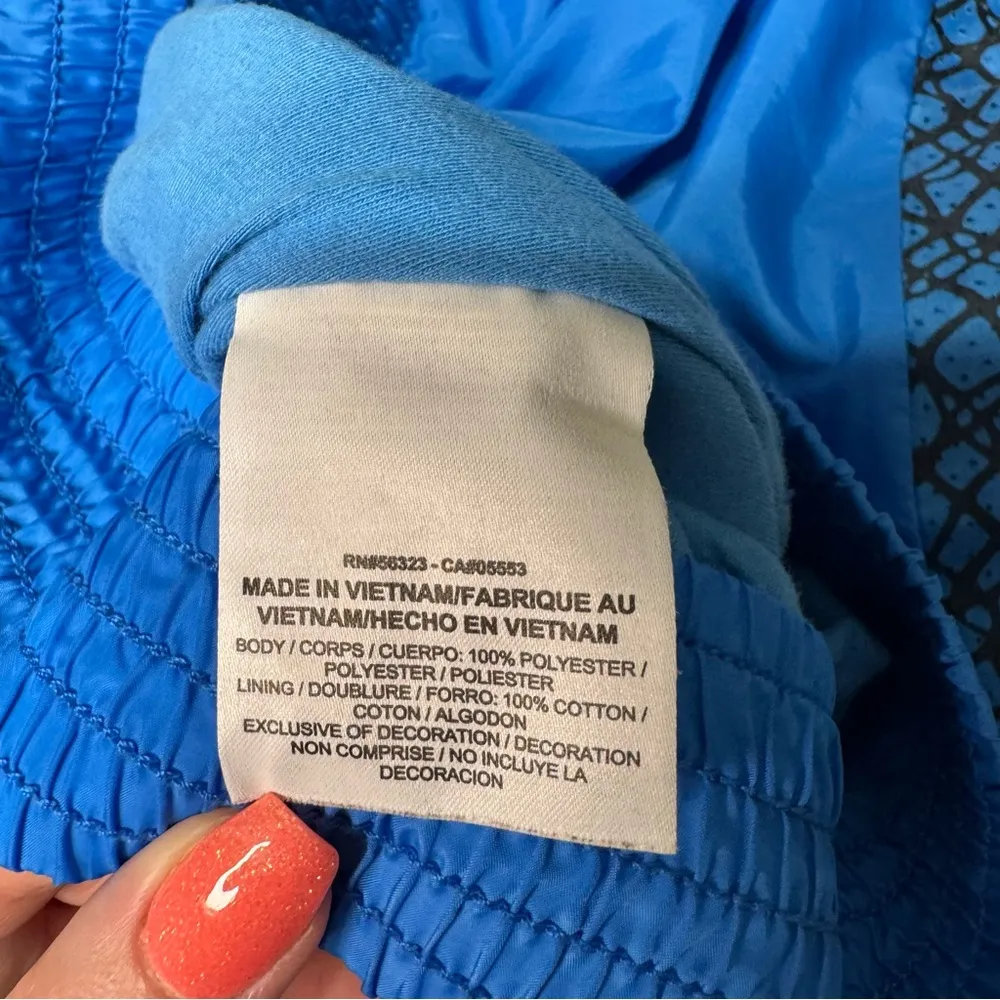 RN#56323 - CA#05553
MADE IN VIETNAM/FABRIQUE AU
VIETNAM/HECHO EN VIETNAM
BODY / CORPS / CUERPO: 100% POLYESTER /
POLYESTER / POLIESTER
LINING / DOUBLURE / FORRO: 100% COTTON /
COTON / ALGODON
EXCLUSIVE OF DECORATION / DECORATION
NON COMPRISE / NO INCLUYE LA
DECORACION